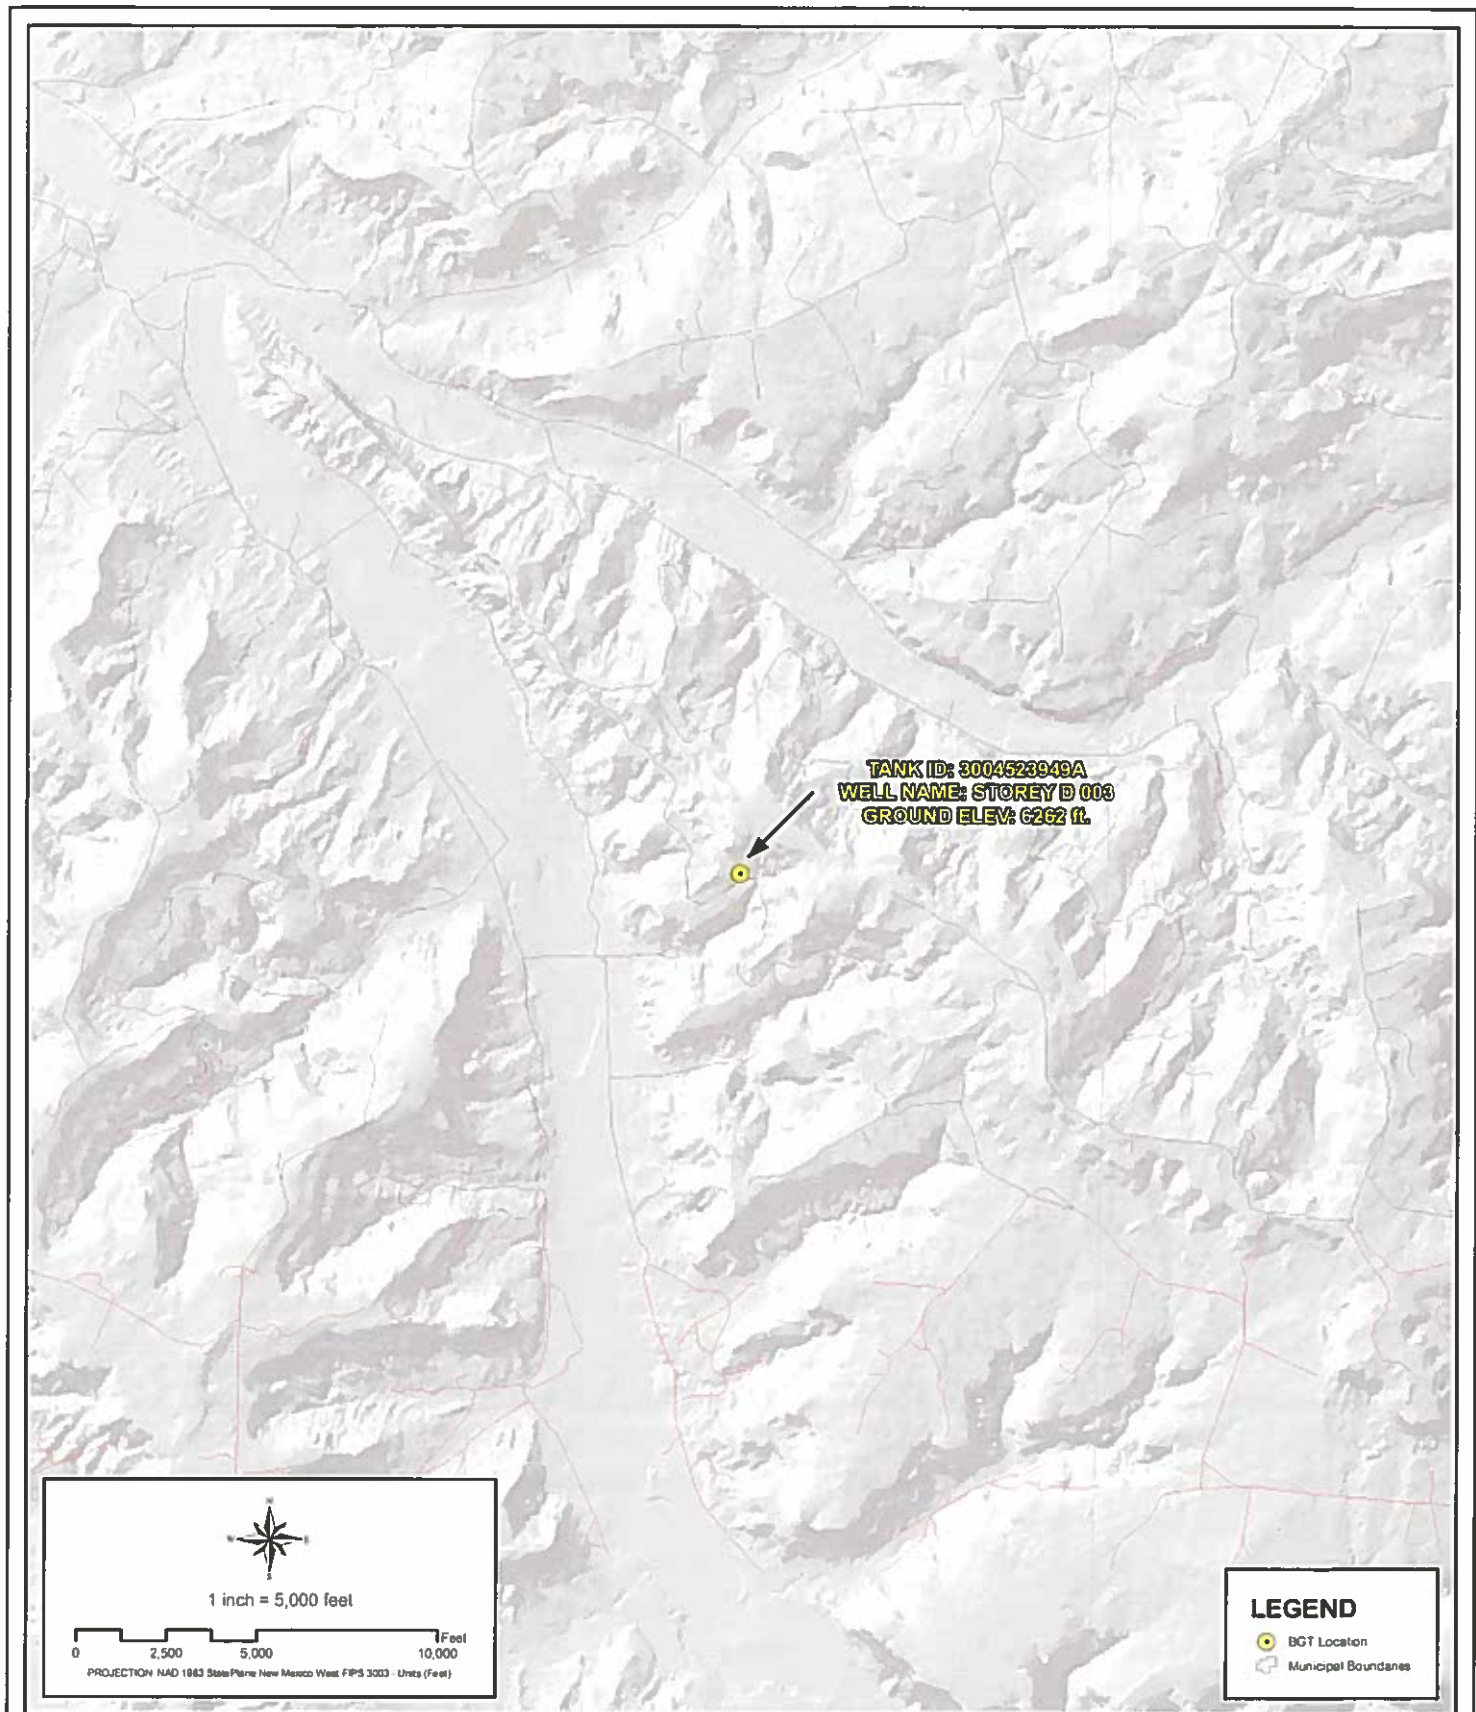 TANK ID: 3004523949A
WELL NAME: STOREY D 003
GROUND ELEV: 6262 ft.
N
W E
S
1 inch = 5,000 feet
Feet
0 2,500 5,000 10,000
PROJECTION NAD 1983 StatePlane New Mexico West FIPS 3003 - Units (Feet)
LEGEND
BGT Location
Municipal Boundaries